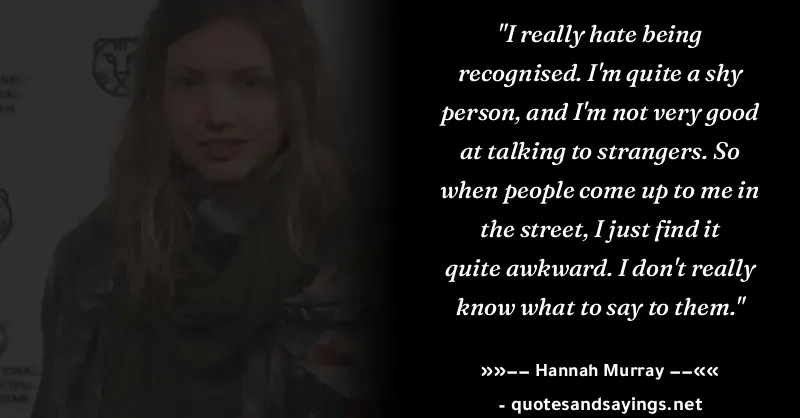 "I really hate being
recognised. I'm quite a shy
person, and I'm not very good
at talking to strangers. So
when people come up to me in
the street, I just find it
quite awkward. I don't really
know what to say to them."
»»−− Hannah Murray −−««
- quotesandsayings.net